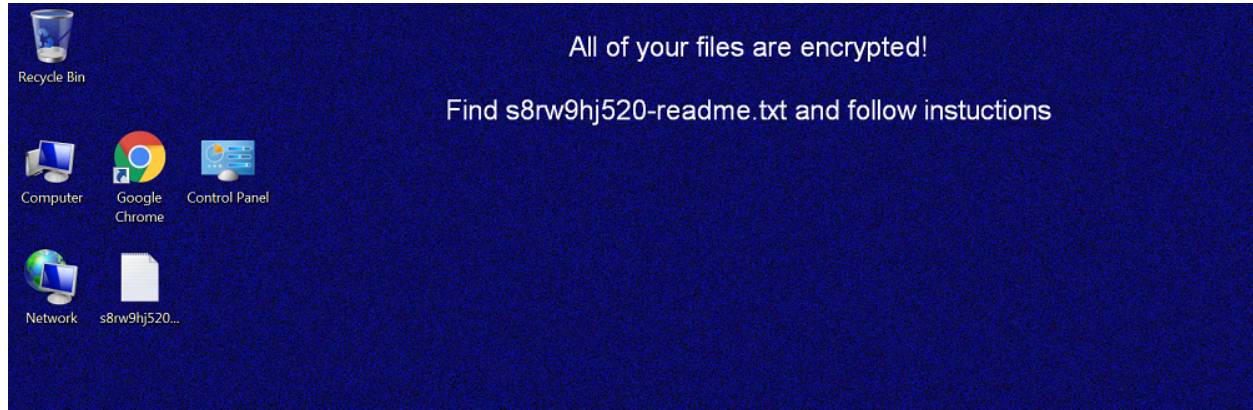 All of your files are encrypted!
Find s8rw9hj520-readme.txt and follow instuctions
Recycle Bin
Computer
Google
Chrome
Control Panel
Network
s8rw9hj520...